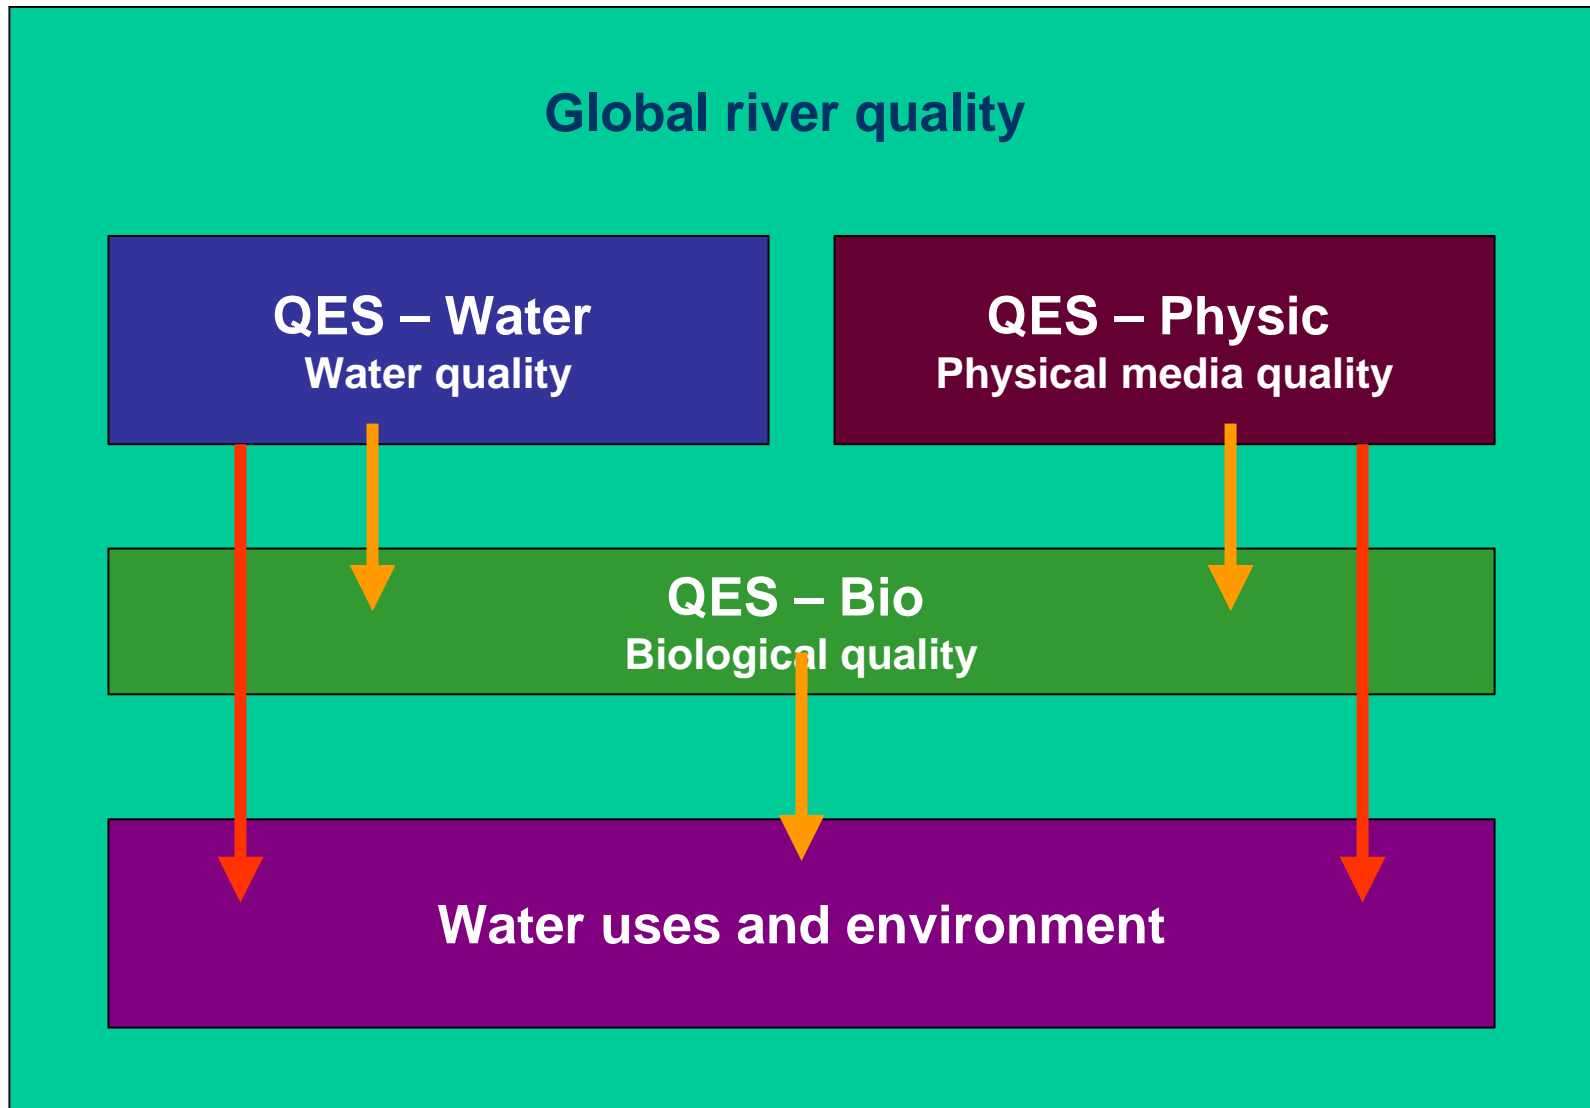 Global river quality
QES – Water
Water quality
QES – Physic
Physical media quality
QES – Bio
Biological quality
Water uses and environment